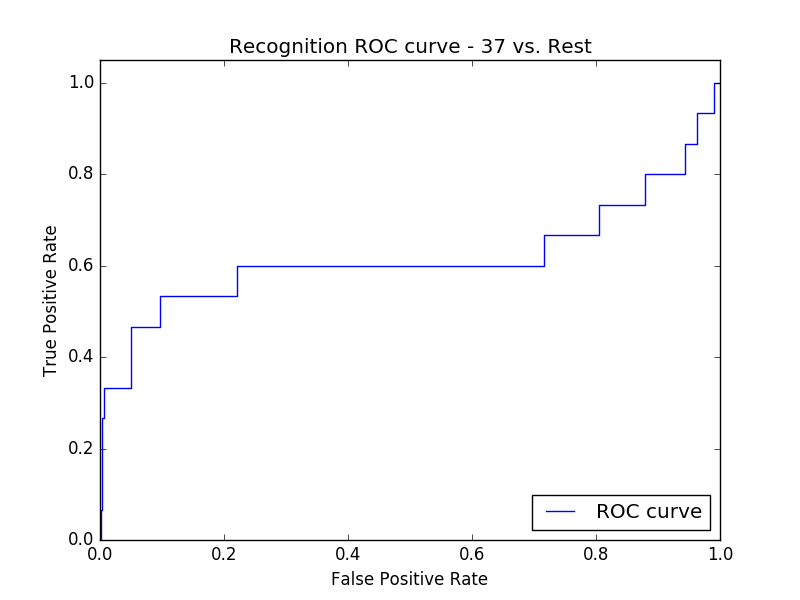 Recognition ROC curve - 37 vs. Rest
1.0
0.8
0.6
0.4
0.2
0.0
True Positive Rate
ROC curve
0.0 0.2 0.4 0.6 0.8 1.0
False Positive Rate